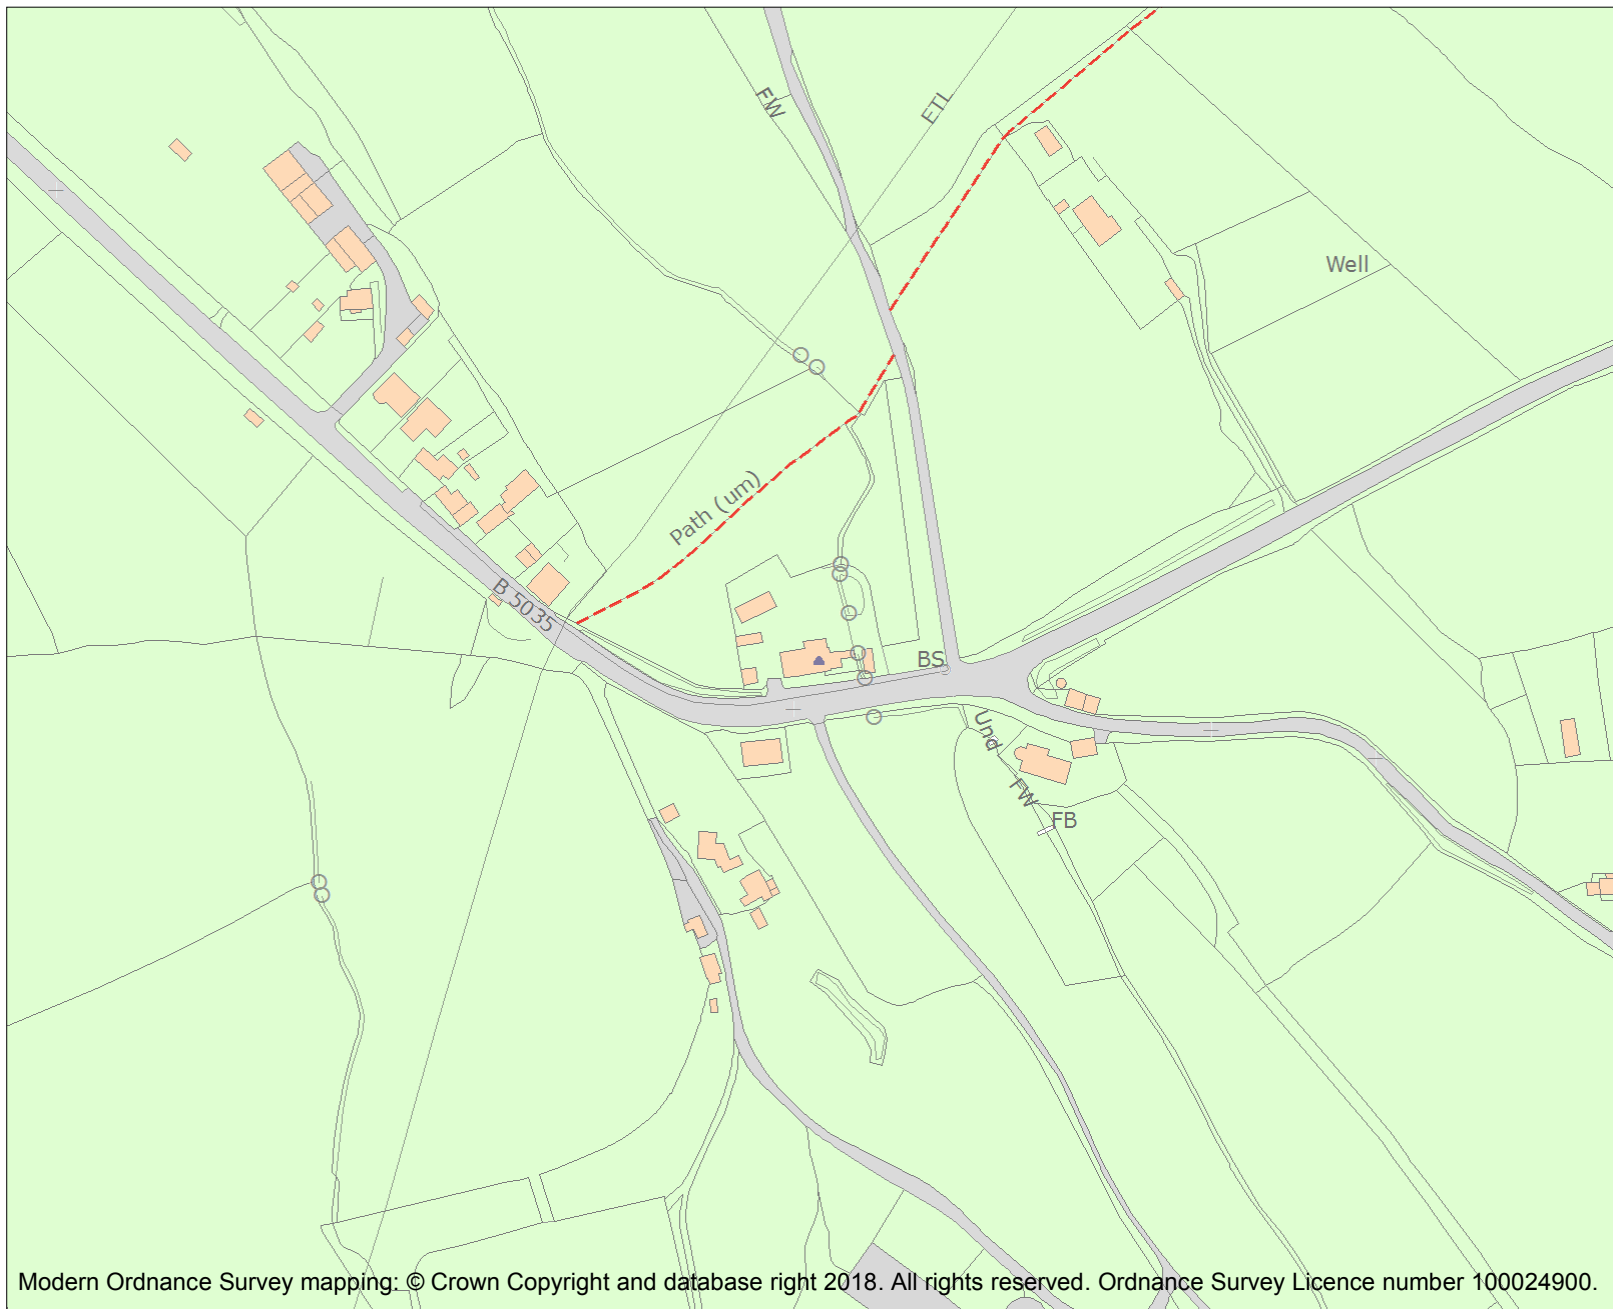 FW
ETL
Well
Path (um)
B 5035
BS
Und
FW
FB
Modern Ordnance Survey mapping: © Crown Copyright and database right 2018. All rights reserved. Ordnance Survey Licence number 100024900.